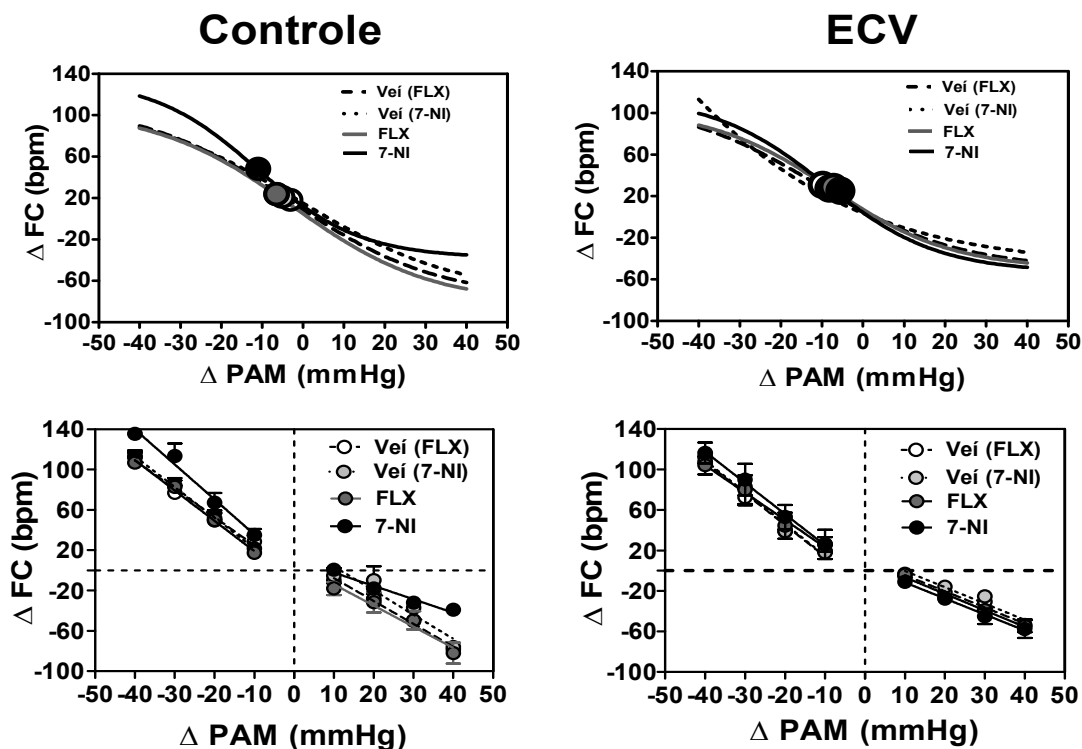 Controle
ECV
140
100
60
20
-20
-60
-100
Δ FC (bpm)
Veí (FLX)
Veí (7-NI)
FLX
7-NI
-50 -40 -30 -20 -10 0 10 20 30 40 50
Δ PAM (mmHg)
140
100
60
20
-20
-60
-100
Δ FC (bpm)
Veí (FLX)
Veí (7-NI)
FLX
7-NI
-50 -40 -30 -20 -10 0 10 20 30 40 50
Δ PAM (mmHg)
140
100
60
20
-20
-60
-100
Δ FC (bpm)
Veí (FLX)
Veí (7-NI)
FLX
7-NI
-50 -40 -30 -20 -10 0 10 20 30 40 50
Δ PAM (mmHg)
140
100
60
20
-20
-60
-100
Δ FC (bpm)
Veí (FLX)
Veí (7-NI)
FLX
7-NI
-50 -40 -30 -20 -10 0 10 20 30 40 50
Δ PAM (mmHg)